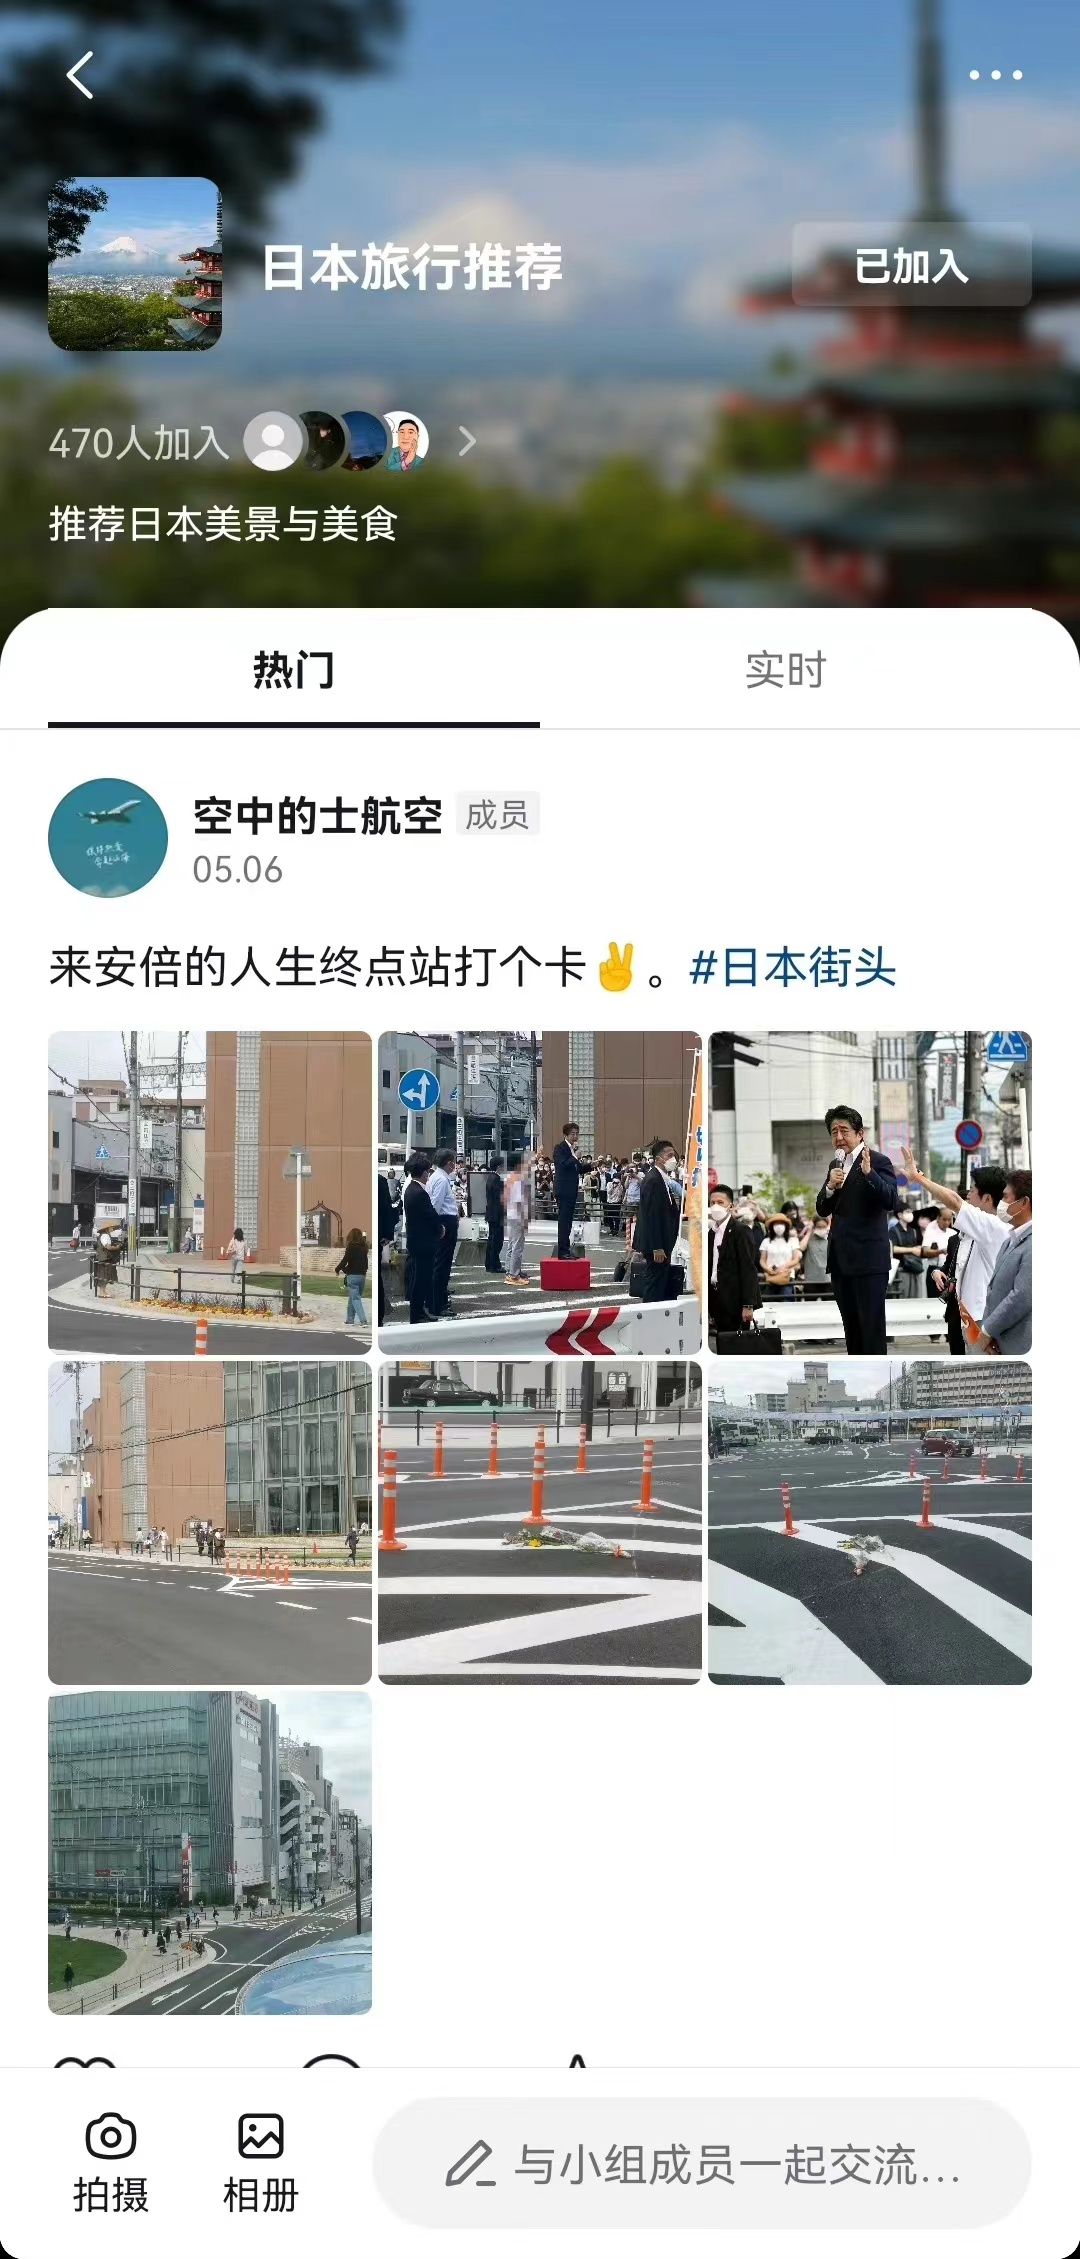 日本旅行推荐
已加入
470人加入
推荐日本美景与美食
热门
实时
空中的士航空 成员
05.06
来安倍的人生终点站打个卡✌️。#日本街头
拍摄
相册
与小组成员一起交流...